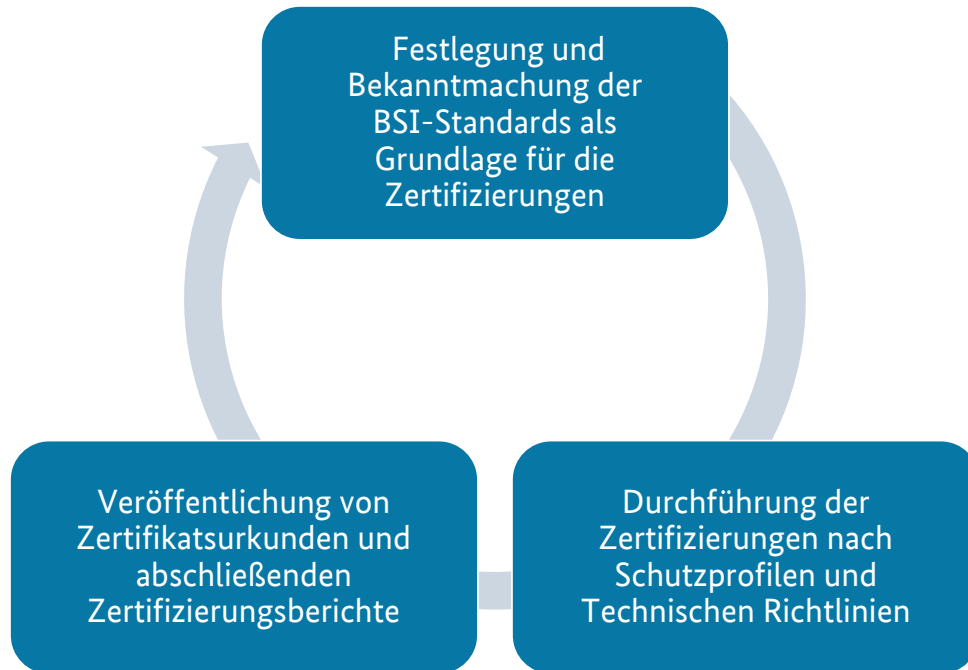 Festlegung und
Bekanntmachung der
BSI-Standards als
Grundlage für die
Zertifizierungen
Durchführung der
Zertifizierungen nach
Schutzprofilen und
Technischen Richtlinien
Veröffentlichung von
Zertifikatsurkunden und
abschließenden
Zertifizierungsberichte